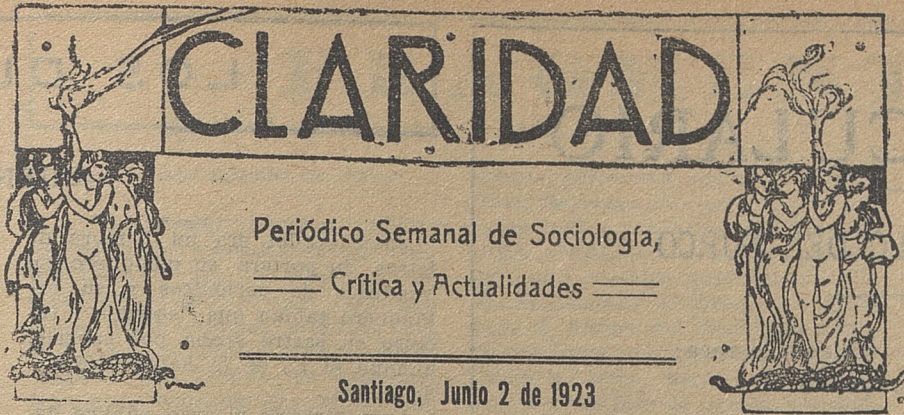 CLARIDAD
Periódico Semanal de Sociología,
Crítica y Actualidades
Santiago, Junio 2 de 1923